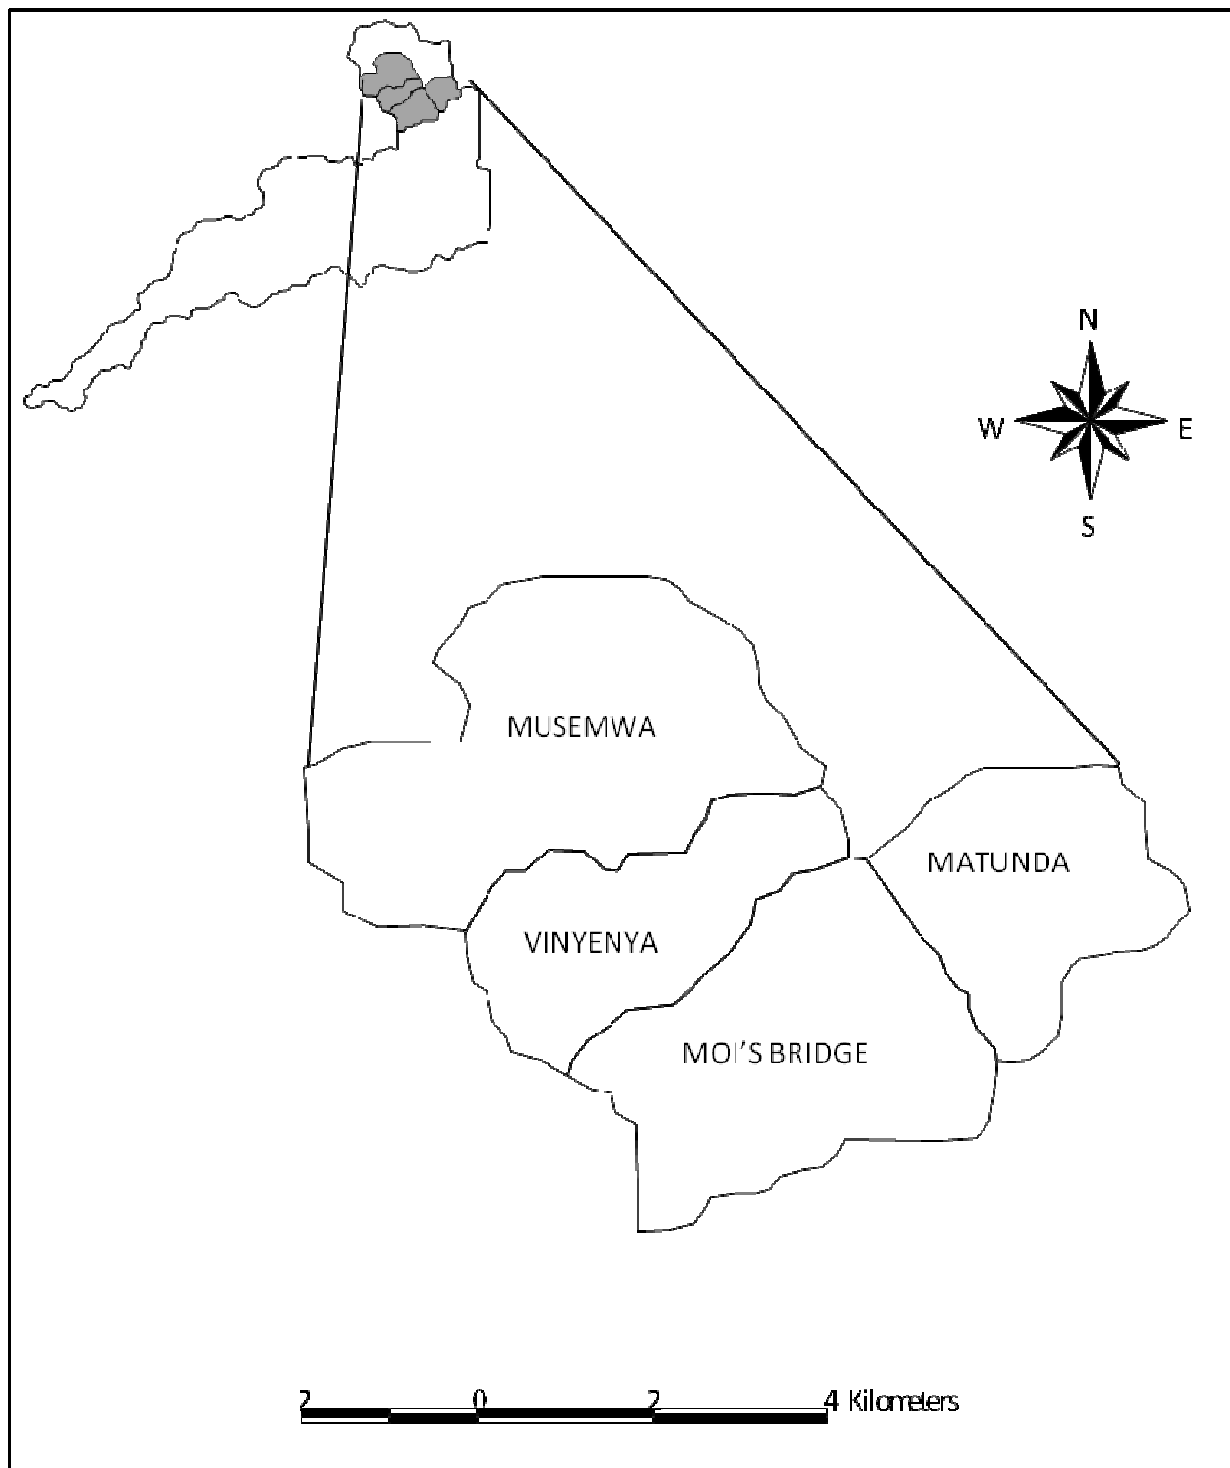 N
W E
S
MUSEMWA
MATUNDA
VINYENYA
MOI'S BRIDGE
2 0 2 4 Kilometers